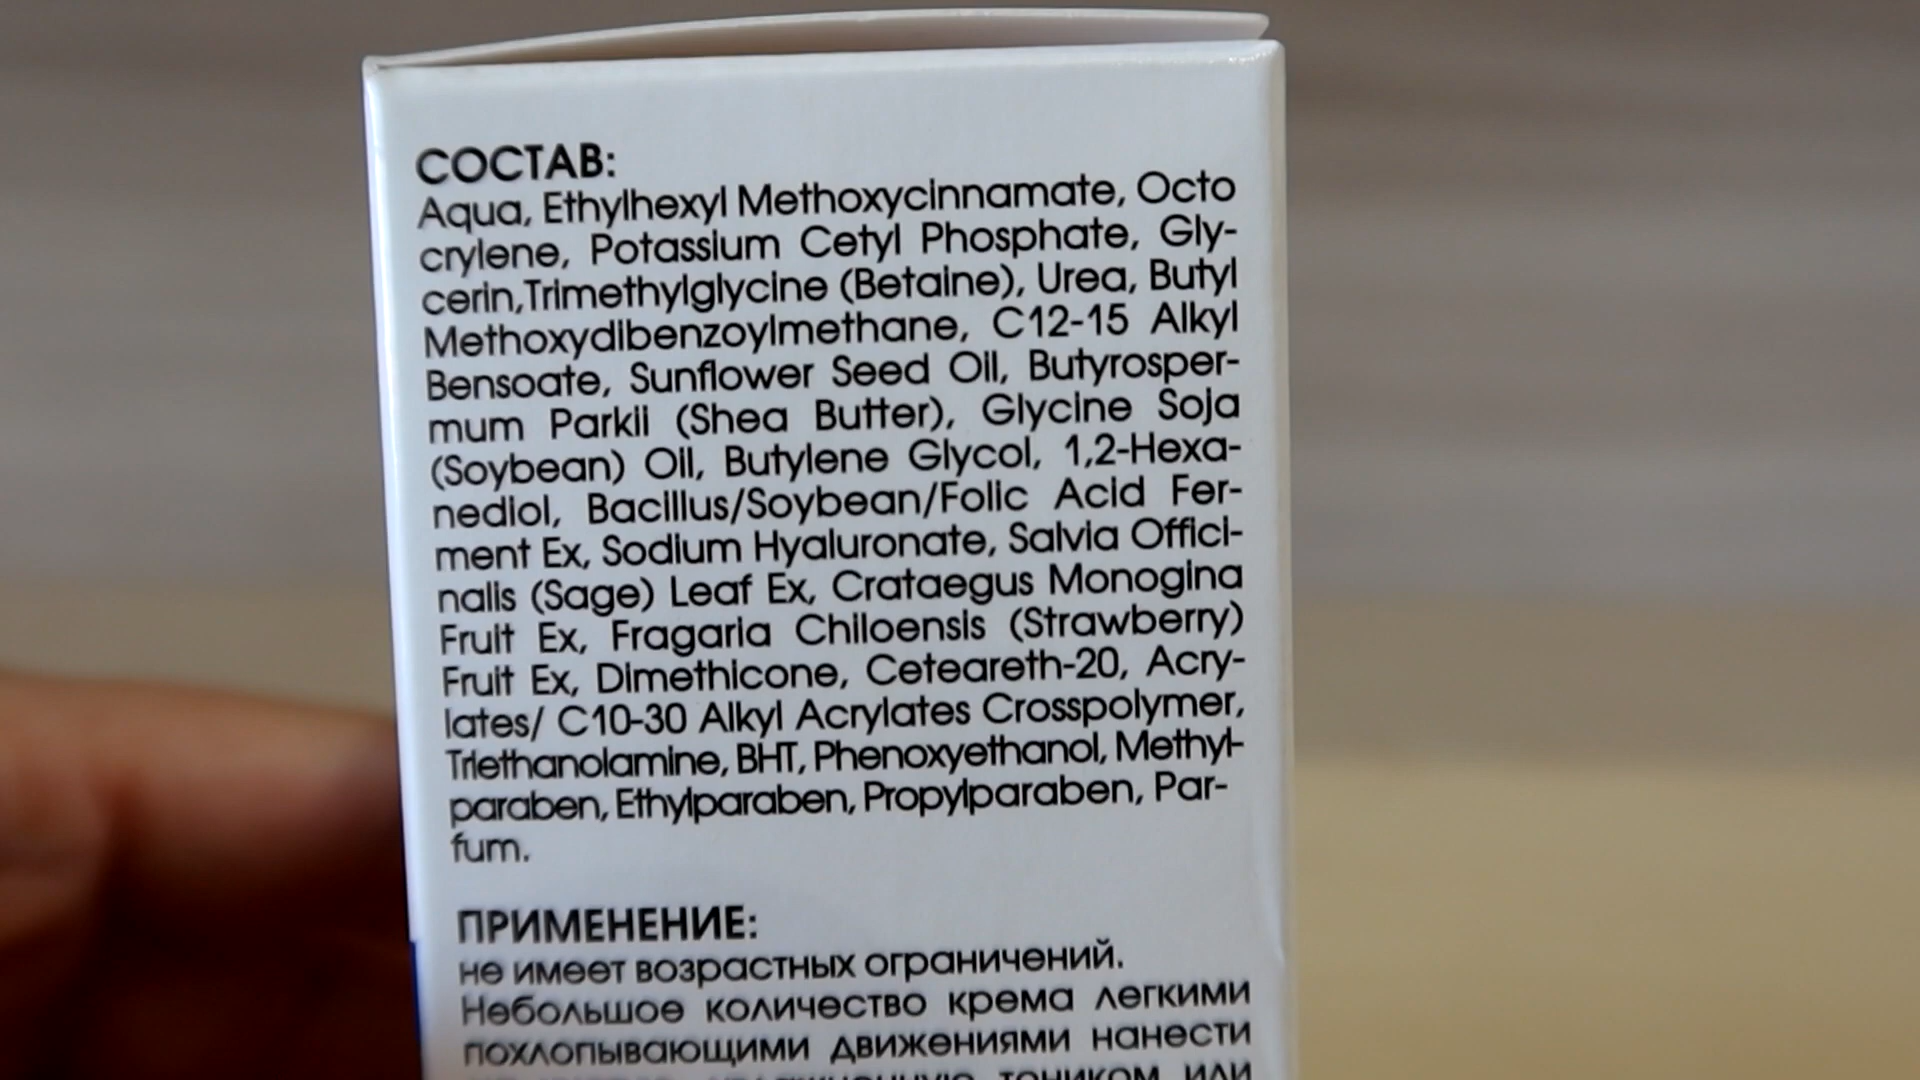 СОСТАВ:
Aqua, Ethylhexyl Methoxycinnamate, Octo
crylene, Potassium Cetyl Phosphate, Gly-
cerin,Trimethylglycine (Betaine), Urea, Butyl
Methoxydibenzoylmethane, C12-15 Alkyl
Bensoate, Sunflower Seed Oil, Butyrosper-
mum Parkii (Shea Butter), Glycine Soja
(Soybean) Oil, Butylene Glycol, 1,2-Hexa-
nediol, Bacillus/Soybean/Folic Acid Fer-
ment Ex, Sodium Hyaluronate, Salvia Offici-
nalis (Sage) Leaf Ex, Crataegus Monogina
Fruit Ex, Fragaria Chiloensis (Strawberry)
Fruit Ex, Dimethicone, Ceteareth-20, Acry-
lates/ C10-30 Alkyl Acrylates Crosspolymer,
Triethanolamine, BHT, Phenoxyethanol, Methyl-
paraben, Ethylparaben, Propylparaben, Par-
fum.
ПРИМЕНЕНИЕ:
не имеет возрастных ограничений.
Небольшое количество крема легкими
похлопывающими движениями нанести
тоником или